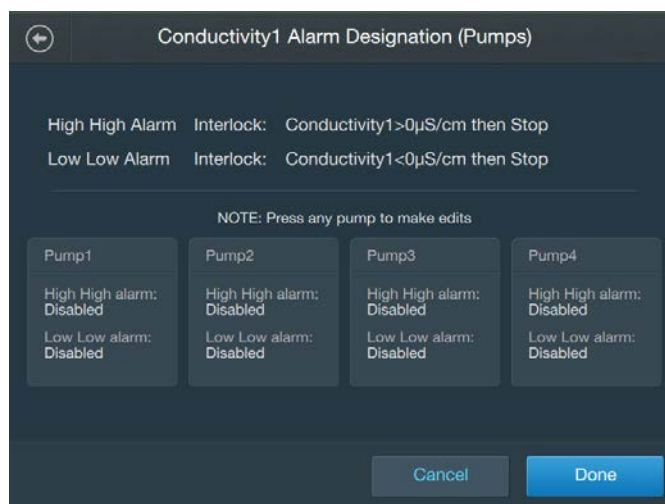 Conductivity1 Alarm Designation (Pumps)
High High Alarm Interlock: Conductivity1>0µS/cm then Stop
Low Low Alarm Interlock: Conductivity1<0µS/cm then Stop
NOTE: Press any pump to make edits
Pump1
High High alarm:
Disabled
Low Low alarm:
Disabled
Pump2
High High alarm:
Disabled
Low Low alarm:
Disabled
Pump3
High High alarm:
Disabled
Low Low alarm:
Disabled
Pump4
High High alarm:
Disabled
Low Low alarm:
Disabled
Cancel
Done